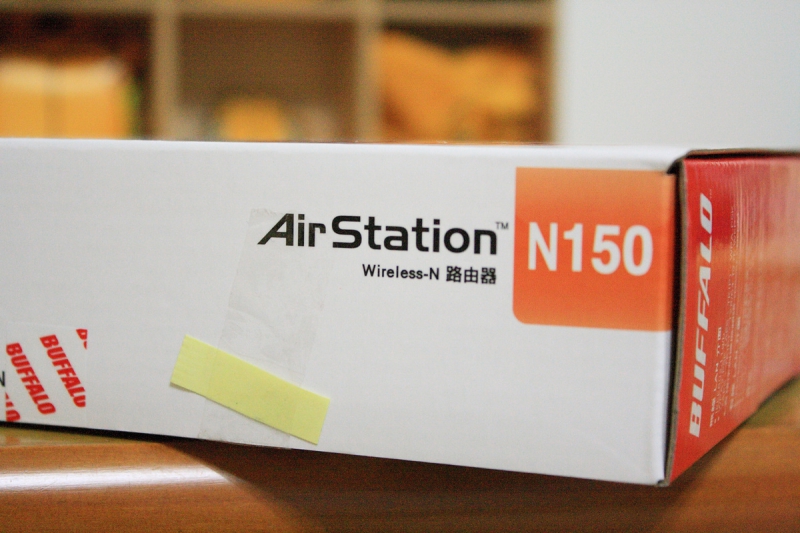 AirStation™
Wireless-N 路由器
N150
BUFFALO
BUFFALO
BUFFALO